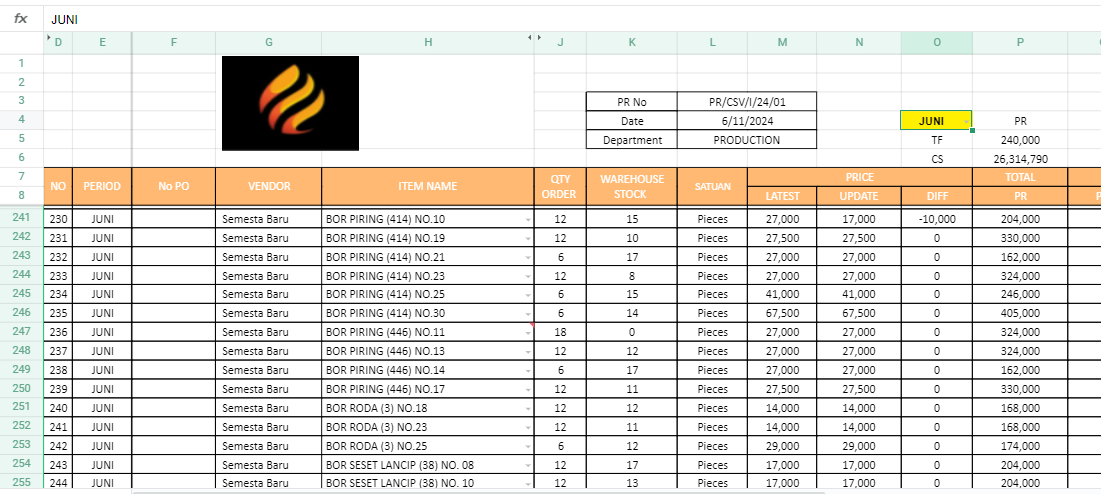 fx JUNI
D E F G H J K L M N O P
1
2
3 PR No PR/CSV/I/24/01
4 Date 6/11/2024 JUNI PR
5 Department PRODUCTION TF 240,000
6 CS 26,314,790
7 NO PERIOD No PO VENDOR ITEM NAME QTY ORDER WAREHOUSE STOCK SATUAN PRICE TOTAL
8 LATEST UPDATE DIFF PR
241 230 JUNI Semesta Baru BOR PIRING (414) NO.10 12 15 Pieces 27,000 17,000 -10,000 204,000
242 231 JUNI Semesta Baru BOR PIRING (414) NO.19 12 10 Pieces 27,500 27,500 0 330,000
243 232 JUNI Semesta Baru BOR PIRING (414) NO.21 6 17 Pieces 27,000 27,000 0 162,000
244 233 JUNI Semesta Baru BOR PIRING (414) NO.23 12 8 Pieces 27,000 27,000 0 324,000
245 234 JUNI Semesta Baru BOR PIRING (414) NO.25 6 15 Pieces 41,000 41,000 0 246,000
246 235 JUNI Semesta Baru BOR PIRING (414) NO.30 6 14 Pieces 67,500 67,500 0 405,000
247 236 JUNI Semesta Baru BOR PIRING (446) NO.11 18 0 Pieces 27,000 27,000 0 324,000
248 237 JUNI Semesta Baru BOR PIRING (446) NO.13 12 12 Pieces 27,000 27,000 0 324,000
249 238 JUNI Semesta Baru BOR PIRING (446) NO.14 6 17 Pieces 27,000 27,000 0 162,000
250 239 JUNI Semesta Baru BOR PIRING (446) NO.17 12 11 Pieces 27,500 27,500 0 330,000
251 240 JUNI Semesta Baru BOR RODA (3) NO.18 12 12 Pieces 14,000 14,000 0 168,000
252 241 JUNI Semesta Baru BOR RODA (3) NO.23 12 11 Pieces 14,000 14,000 0 168,000
253 242 JUNI Semesta Baru BOR RODA (3) NO.25 6 12 Pieces 29,000 29,000 0 174,000
254 243 JUNI Semesta Baru BOR SESET LANCIP (38) NO. 08 12 17 Pieces 17,000 17,000 0 204,000
255 244 JUNI Semesta Baru BOR SESET LANCIP (38) NO. 10 12 13 Pieces 17,000 17,000 0 204,000